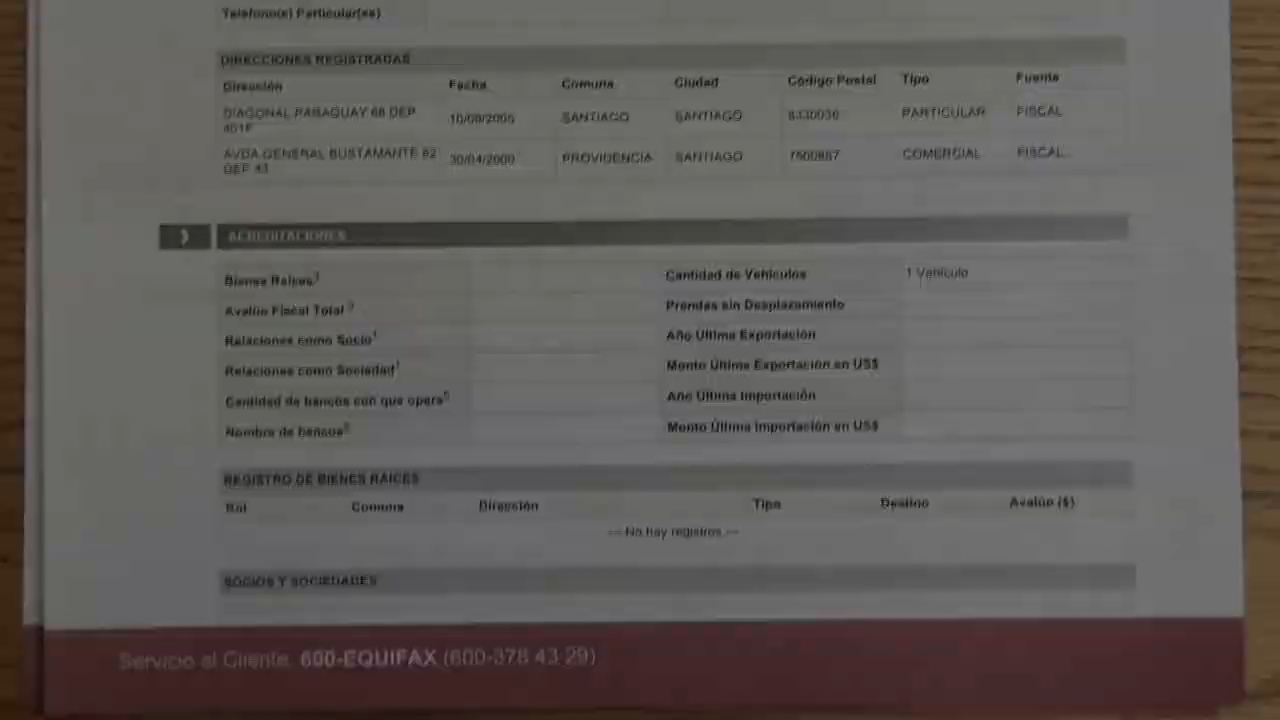 Teléfono(s) Particular(es)
DIRECCIONES REGISTRADAS
Dirección Fecha Comuna Ciudad Código Postal Tipo Fuente
DIAGONAL PARAGUAY 68 DEP SANTIAGO SANTIAGO PARTICULAR FISCAL
AVDA GENERAL BUSTAMANTE 82 30/04/2000 PROVIDENCIA SANTIAGO COMERCIAL FISCAL
DEP 43
ACREDITACIONES
Bienes Raíces Cantidad de Vehículos 1 Vehículo
Avalúo Fiscal Total Prendas sin Desplazamiento
Relaciones como Socio Año Última Exportación
Relaciones como Sociedad Monto Última Exportación en US$
Cantidad de bancos con que opera Año Última Importación
Nombre de bancos Monto Última Importación en US$
REGISTRO DE BIENES RAICES
Rol Comuna Dirección Tipo Destino Avalúo ($)
--- No hay registros ---
SOCIOS Y SOCIEDADES
Servicio al Cliente 600-EQUIFAX (600-378 43 29)